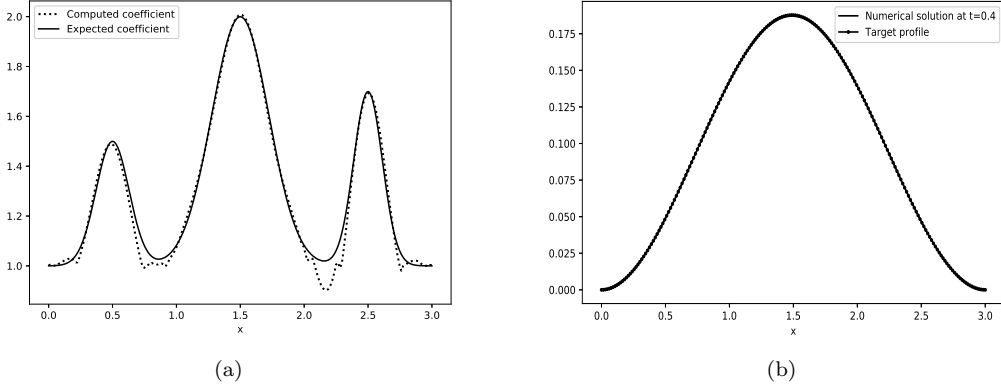 Computed coefficient
Expected coefficient
2.0
1.8
1.6
1.4
1.2
1.0
0.0 0.5 1.0 1.5 2.0 2.5 3.0
x
(a)
Numerical solution at t=0.4
Target profile
0.175
0.150
0.125
0.100
0.075
0.050
0.025
0.000
0.0 0.5 1.0 1.5 2.0 2.5 3.0
x
(b)